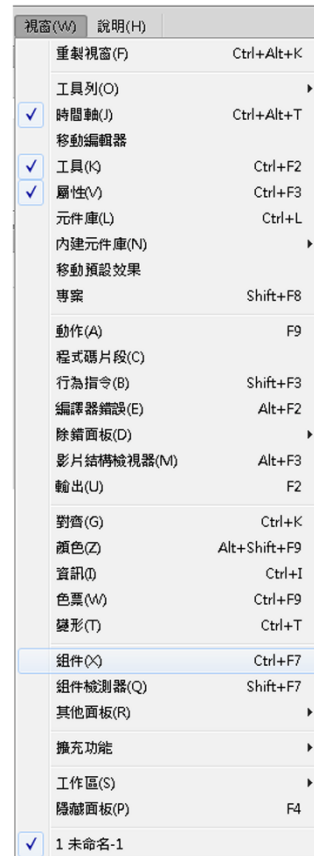 視窗(W) 說明(H)
重製視窗(F) Ctrl+Alt+K
工具列(O)
時間軸(J) Ctrl+Alt+T
移動編輯器
工具(K) Ctrl+F2
屬性(V) Ctrl+F3
元件庫(L) Ctrl+L
內建元件庫(N)
移動預設效果
專案 Shift+F8
動作(A) F9
程式碼片段(C)
行為指令(B) Shift+F3
編譯器錯誤(E) Alt+F2
除錯面板(D)
影片結構檢視器(M) Alt+F3
輸出(U) F2
對齊(G) Ctrl+K
顏色(Z) Alt+Shift+F9
資訊(I) Ctrl+I
色票(W) Ctrl+F9
變形(T) Ctrl+T
組件(X) Ctrl+F7
組件檢測器(Q) Shift+F7
其他面板(R)
擴充功能
工作區(S)
隱藏面板(P) F4
1 未命名-1